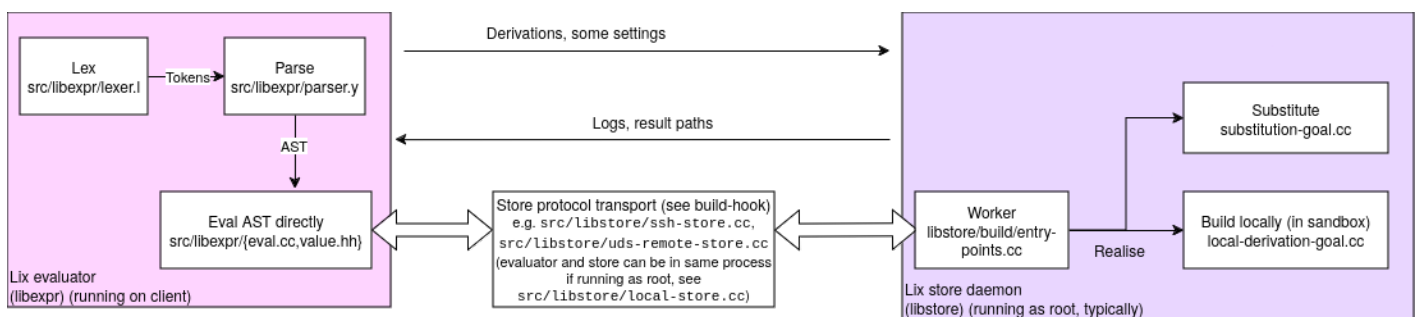 Lex
src/libexpr/lexer.l
Tokens
Parse
src/libexpr/parser.y
AST
Eval AST directly
src/libexpr/{eval.cc,value.hh}
Lix evaluator
(libexpr) (running on client)
Derivations, some settings
Logs, result paths
Store protocol transport (see build-hook)
e.g. src/libstore/ssh-store.cc,
src/libstore/uds-remote-store.cc
(evaluator and store can be in same process
if running as root, see
src/libstore/local-store.cc)
Worker
libstore/build/entry-
points.cc
Realise
Substitute
substitution-goal.cc
Build locally (in sandbox)
local-derivation-goal.cc
Lix store daemon
(libstore) (running as root, typically)